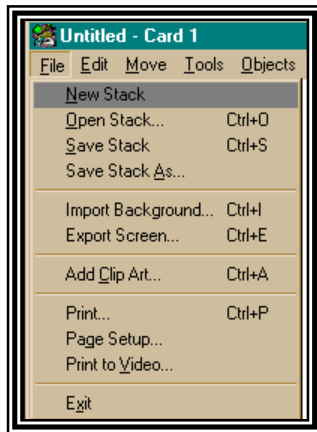 Untitled - Card 1
File Edit Move Tools Objects
New Stack
Open Stack... Ctrl+O
Save Stack Ctrl+S
Save Stack As...
Import Background... Ctrl+I
Export Screen... Ctrl+E
Add Clip Art... Ctrl+A
Print... Ctrl+P
Page Setup...
Print to Video...
Exit